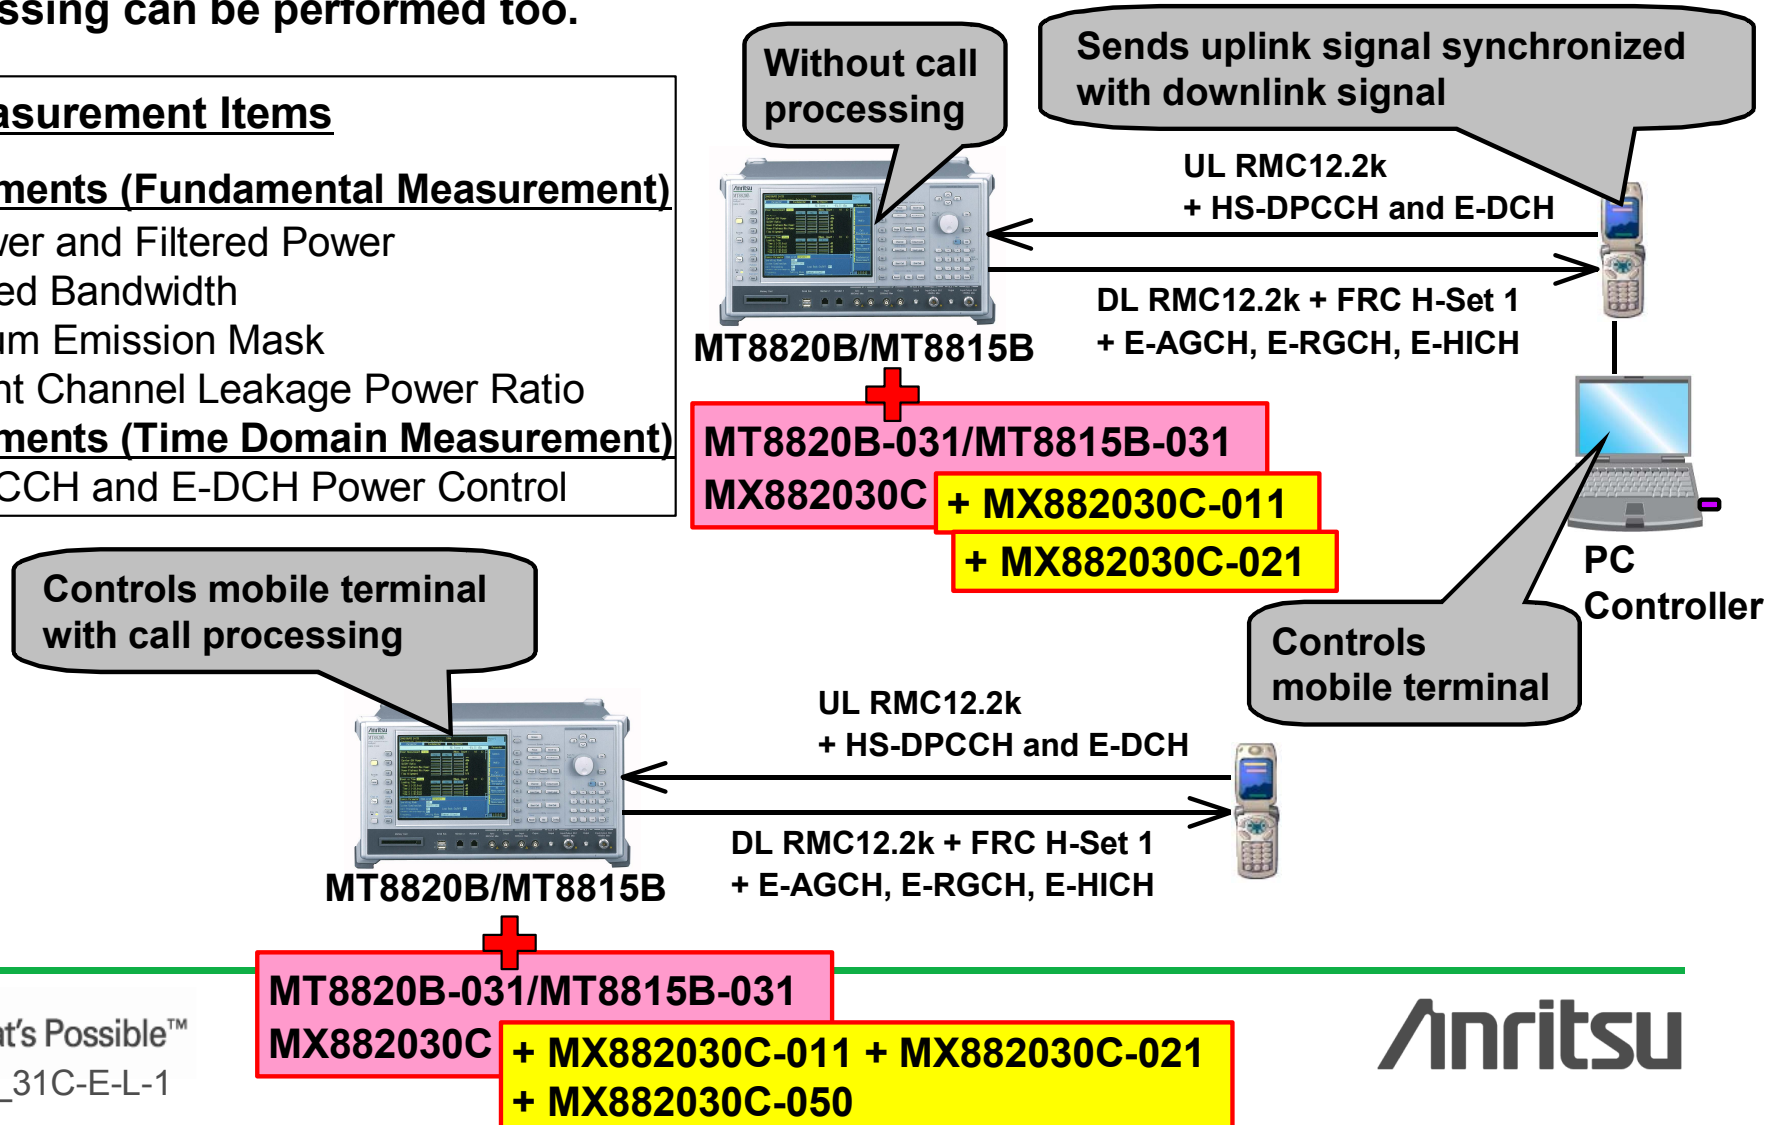 ssing can be performed too.
asurement Items
ments (Fundamental Measurement)
wer and Filtered Power
ed Bandwidth
um Emission Mask
nt Channel Leakage Power Ratio
ments (Time Domain Measurement)
CCH and E-DCH Power Control
Without call
processing
Sends uplink signal synchronized
with downlink signal
UL RMC12.2k
+ HS-DPCCH and E-DCH
DL RMC12.2k + FRC H-Set 1
+ E-AGCH, E-RGCH, E-HICH
MT8820B/MT8815B
MT8820B-031/MT8815B-031
MX882030C
+ MX882030C-011
+ MX882030C-021
PC
Controller
Controls
mobile terminal
Controls mobile terminal
with call processing
UL RMC12.2k
+ HS-DPCCH and E-DCH
DL RMC12.2k + FRC H-Set 1
+ E-AGCH, E-RGCH, E-HICH
MT8820B/MT8815B
MT8820B-031/MT8815B-031
MX882030C
+ MX882030C-011 + MX882030C-021
+ MX882030C-050
at's Possible™
_31C-E-L-1
Anritsu